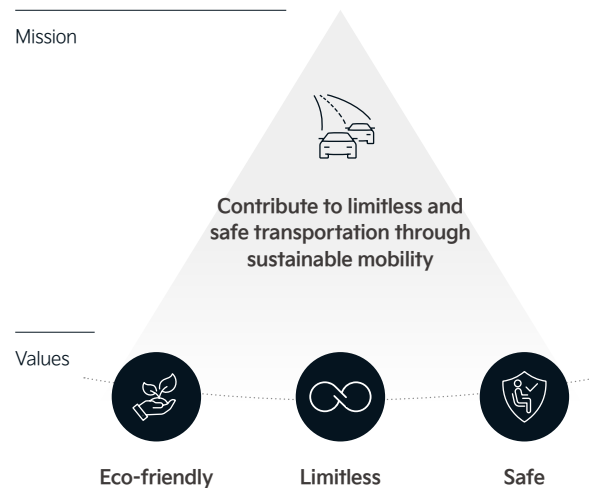 Mission
Contribute to limitless and
safe transportation through
sustainable mobility
Values
Eco-friendly
Limitless
Safe